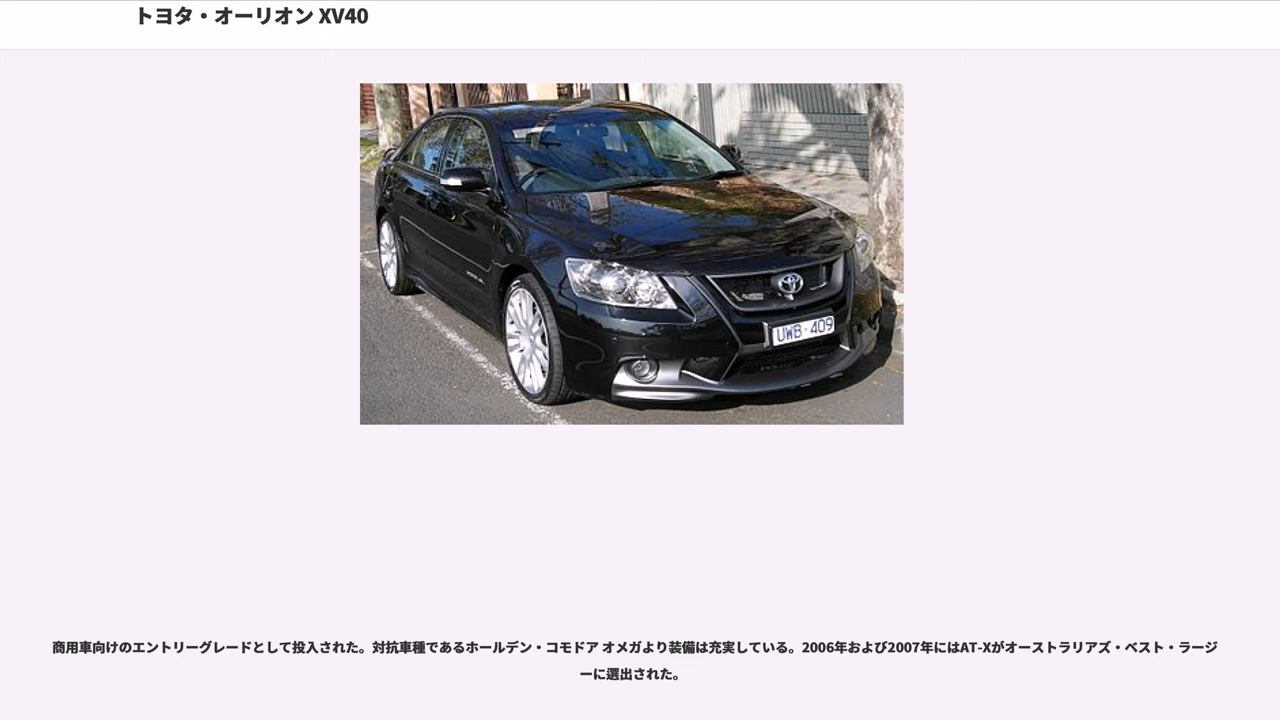 トヨタ・オーリオン XV40
UWB·409
商用車向けのエントリーグレードとして投入された。対抗車種であるホールデン・コモドア オメガより装備は充実している。2006年および2007年にはAT-Xがオーストラリアズ・ベスト・ラージ
ーに選出された。